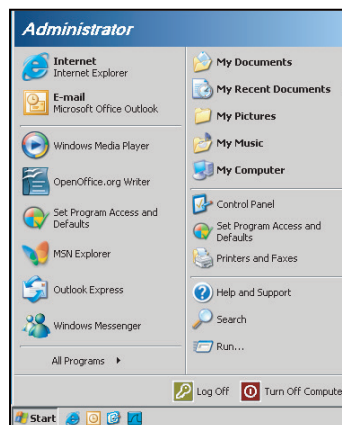 Administrator
Internet
Internet Explorer
E-mail
Microsoft Office Outlook
Windows Media Player
OpenOffice.org Writer
Set Program Access and
Defaults
MSN Explorer
Outlook Express
Windows Messenger
All Programs
My Documents
My Recent Documents
My Pictures
My Music
My Computer
Control Panel
Set Program Access and
Defaults
Printers and Faxes
Help and Support
Search
Run...
Log Off
Turn Off Compute
Start